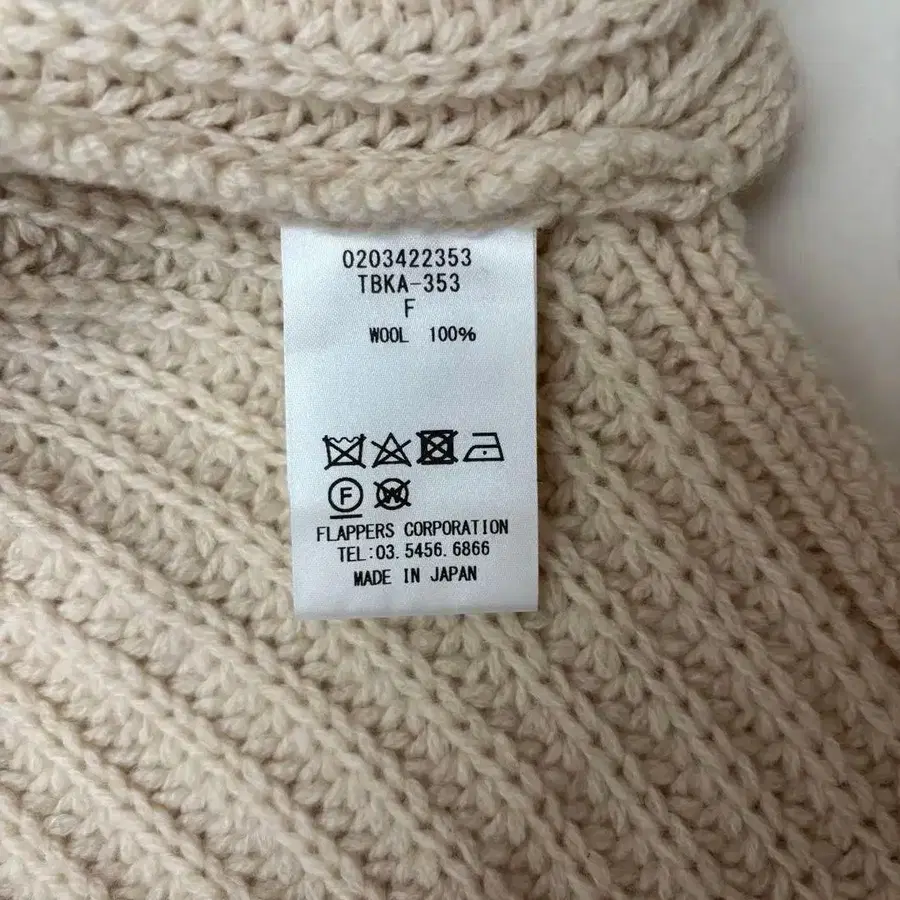 0203422353
TBKA-353
F
WOOL 100%
F W
FLAPPERS CORPORATION
TEL:03.5456.6866
MADE IN JAPAN